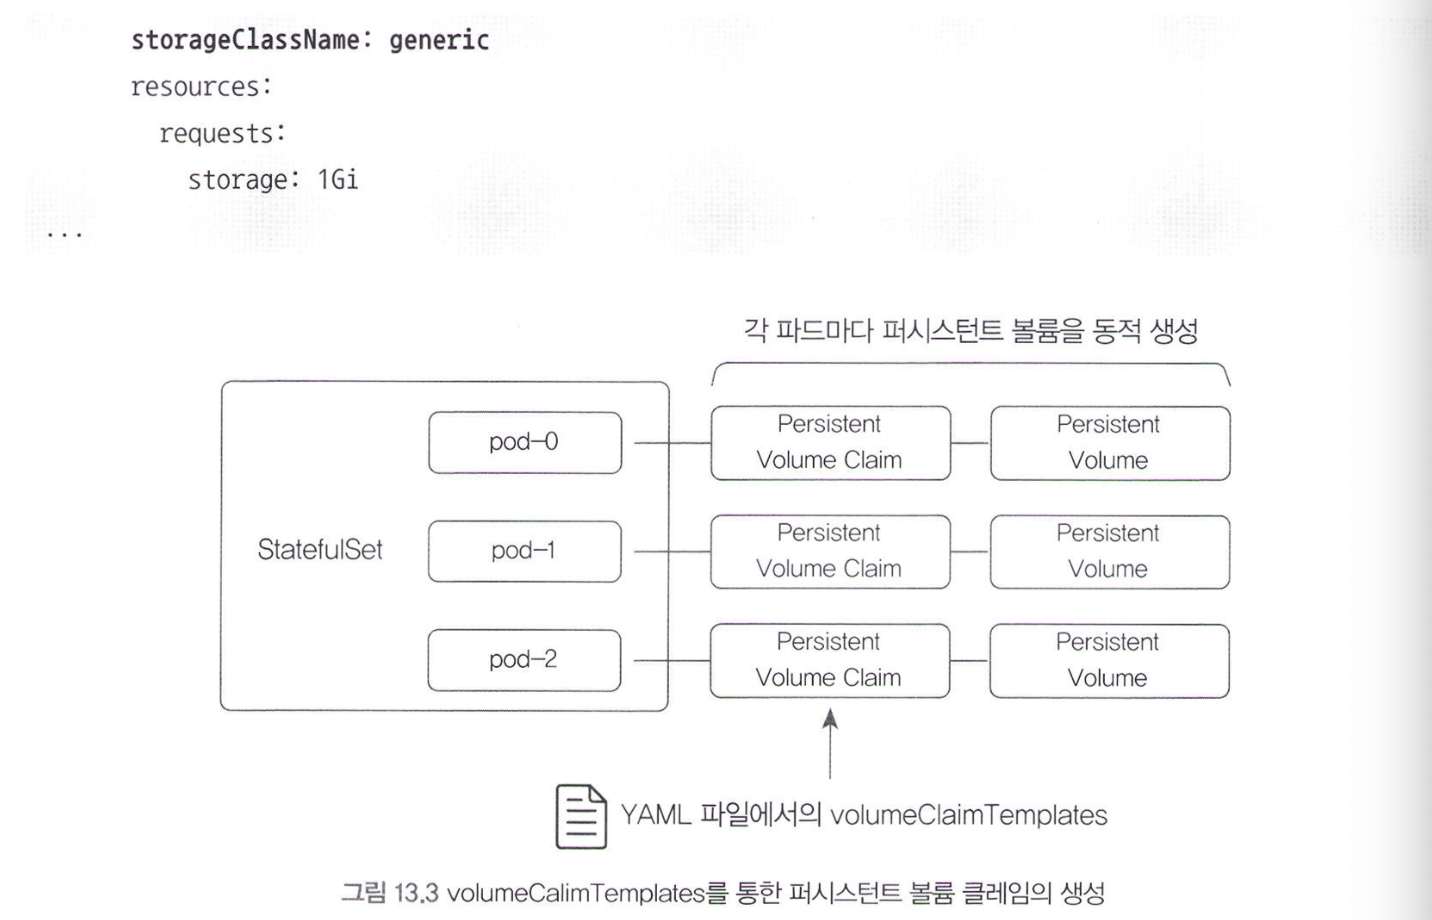 storageClassName: generic
resources:
requests:
storage: 1Gi
...
각 파드마다 퍼시스턴트 볼륨을 동적 생성
StatefulSet
pod-0
Persistent
Volume Claim
Persistent
Volume
pod-1
Persistent
Volume Claim
Persistent
Volume
pod-2
Persistent
Volume Claim
Persistent
Volume
YAML 파일에서의 volumeClaimTemplates
그림 13.3 volumeCalimTemplates를 통한 퍼시스턴트 볼륨 클레임의 생성